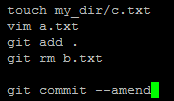 touch my_dir/c.txt
vim a.txt
git add .
git rm b.txt
git commit --amend